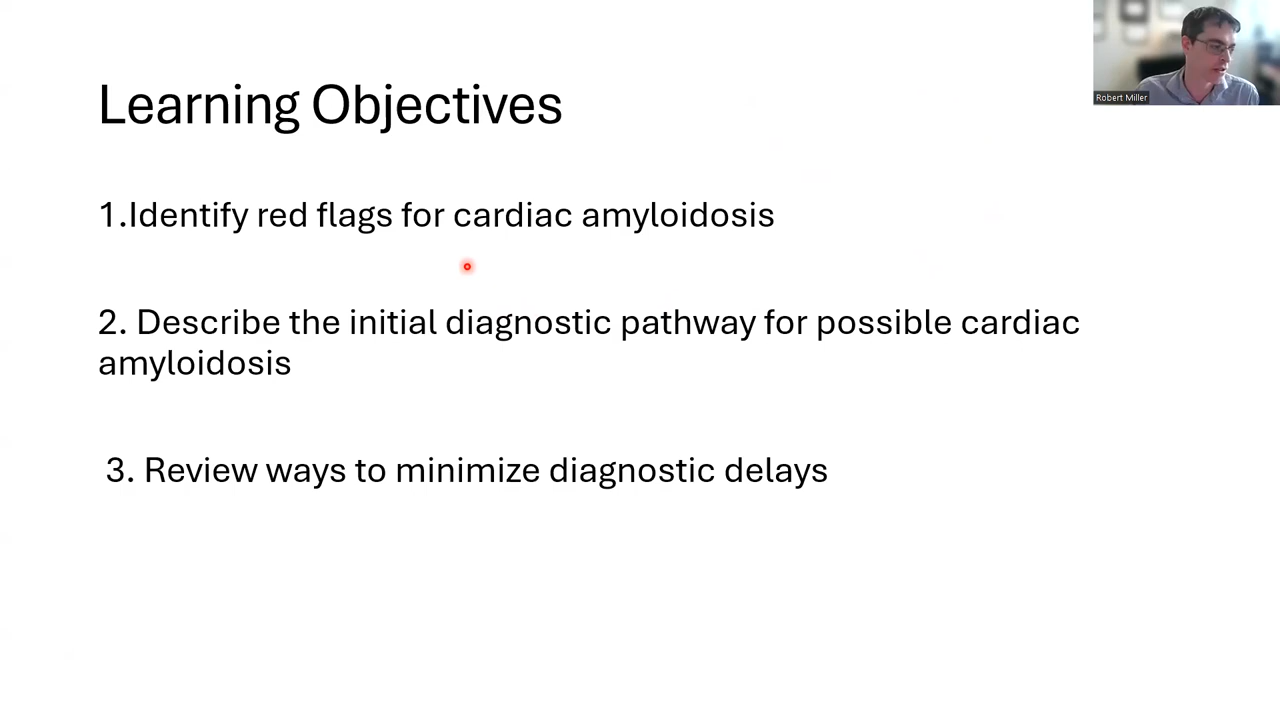 Robert Miller
Learning Objectives
1.Identify red flags for cardiac amyloidosis
2. Describe the initial diagnostic pathway for possible cardiac
amyloidosis
3. Review ways to minimize diagnostic delays